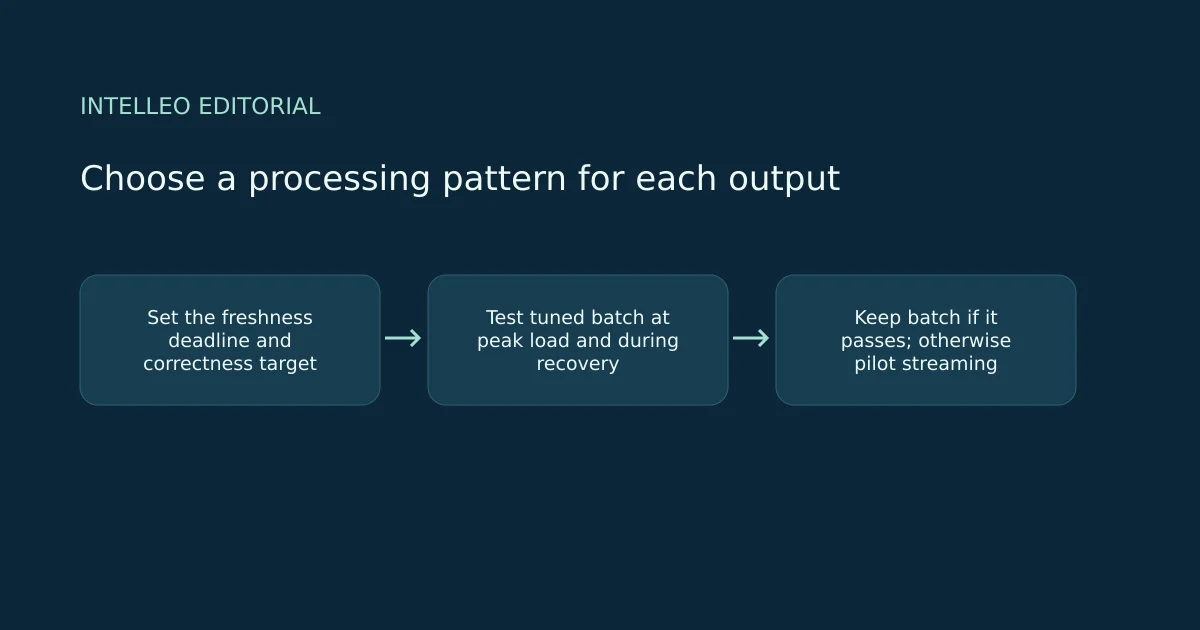 INTELLEO EDITORIAL
Choose a processing pattern for each output
Set the freshness
deadline and
correctness target
Test tuned batch at
peak load and during
recovery
Keep batch if it
passes; otherwise
pilot streaming